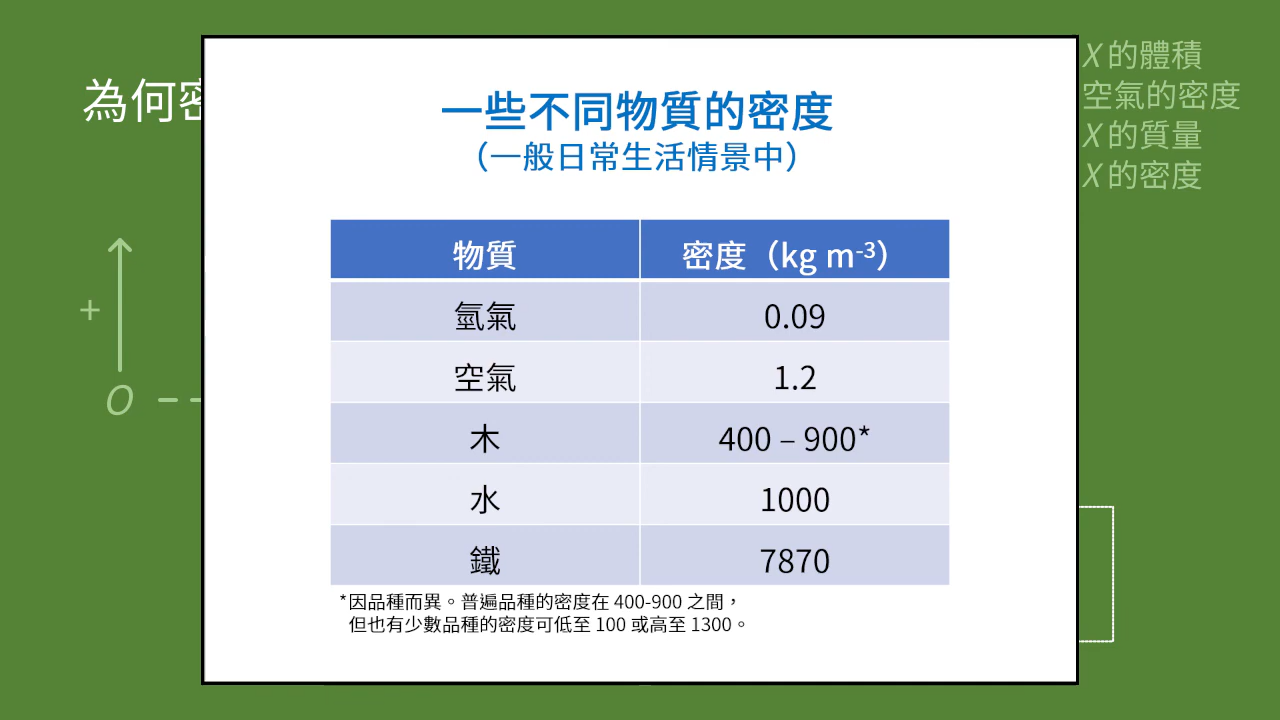 為何密
X 的體積
空氣的密度
X 的質量
X 的密度
+
O
一些不同物質的密度
（一般日常生活情景中）
物質 密度（kg m-3）
氫氣 0.09
空氣 1.2
木 400 – 900*
水 1000
鐵 7870
*因品種而異。普遍品種的密度在 400-900 之間，
但也有少數品種的密度可低至 100 或高至 1300。